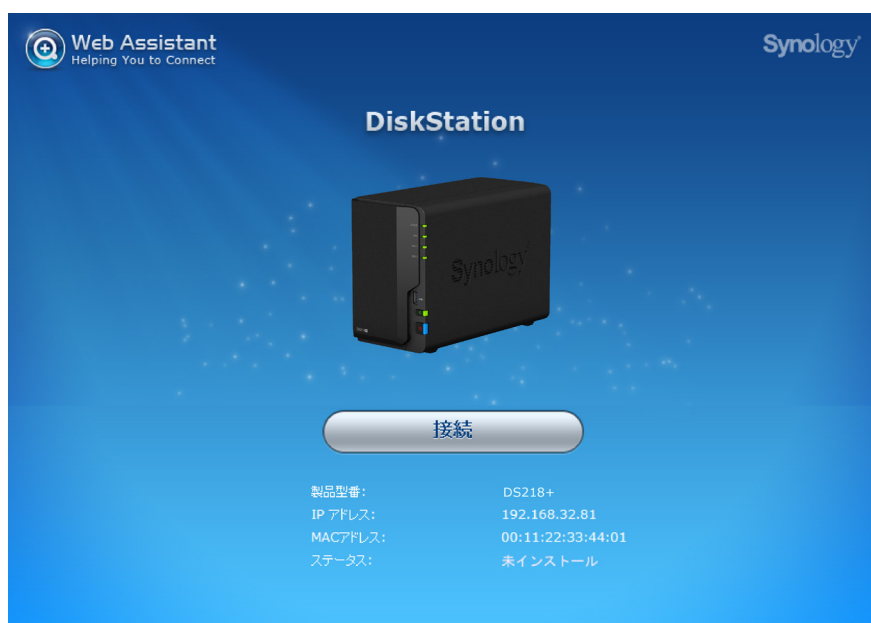 Web Assistant
Helping You to Connect
Synology
DiskStation
Synology
接続
製品型番: DS218+
IP アドレス: 192.168.32.81
MACアドレス: 00:11:22:33:44:01
ステータス: 未インストール